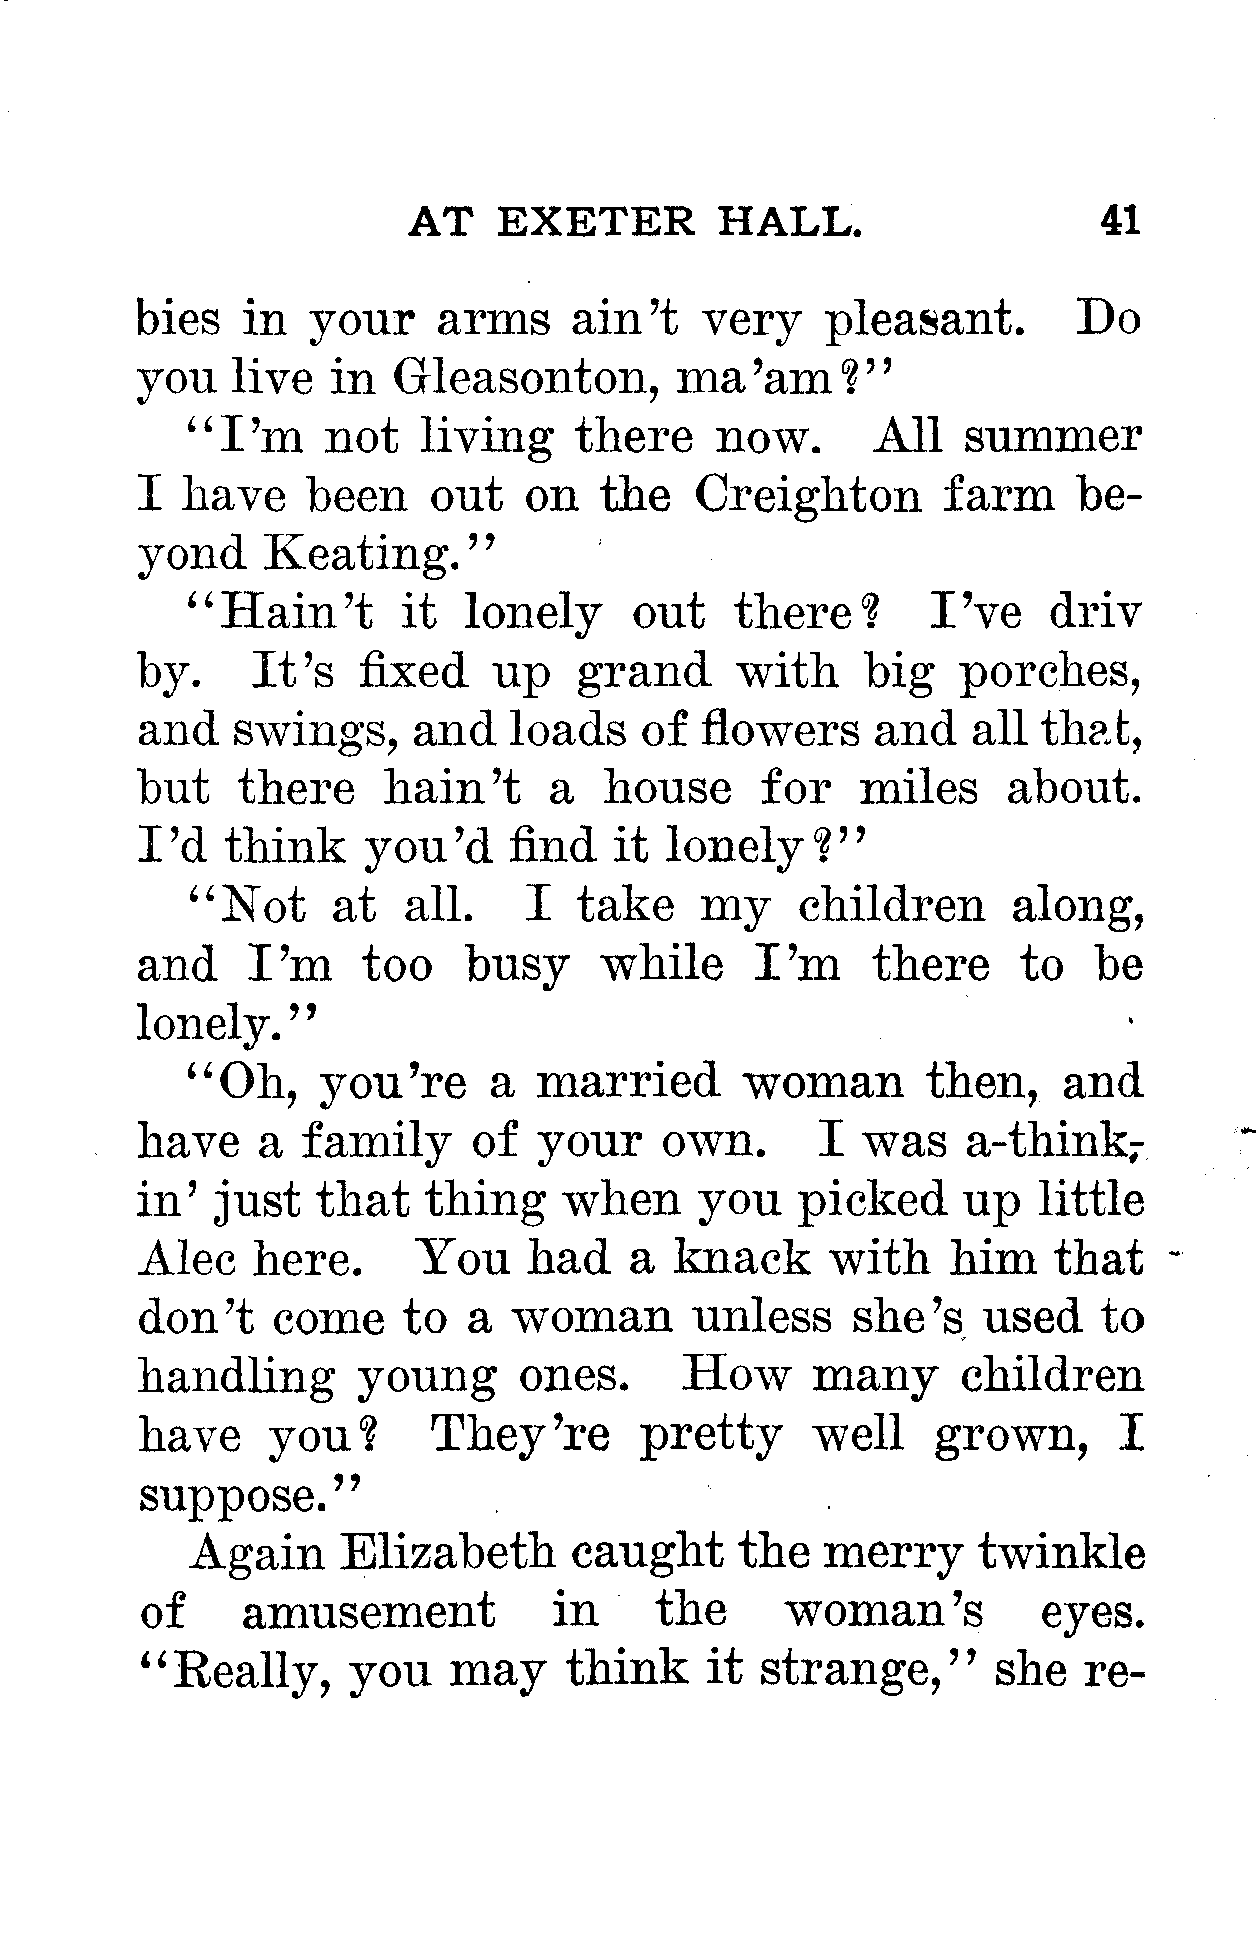 AT EXETER HALL. 41
bies in your arms ain't very pleasant. Do
you live in Gleasonton, ma'am?"
"I'm not living there now. All summer
I have been out on the Creighton farm be-
yond Keating."
"Hain't it lonely out there? I've driv
by. It's fixed up grand with big porches,
and swings, and loads of flowers and all that,
but there hain't a house for miles about.
I'd think you'd find it lonely?"
"Not at all. I take my children along,
and I'm too busy while I'm there to be
lonely."
"Oh, you're a married woman then, and
have a family of your own. I was a-think-
in' just that thing when you picked up little
Alec here. You had a knack with him that
don't come to a woman unless she's used to
handling young ones. How many children
have you? They're pretty well grown, I
suppose."
Again Elizabeth caught the merry twinkle
of amusement in the woman's eyes.
"Really, you may think it strange," she re-